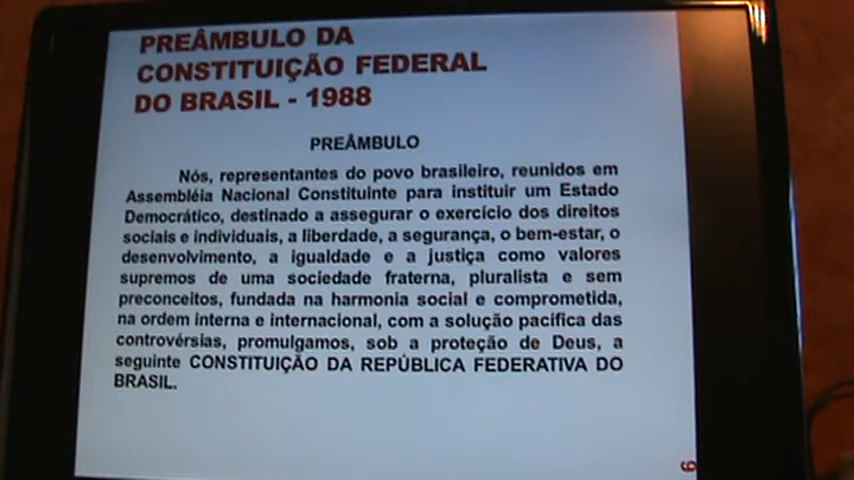 PREÂMBULO DA
CONSTITUIÇÃO FEDERAL
DO BRASIL - 1988
PREÂMBULO
Nós, representantes do povo brasileiro, reunidos em
Assembléia Nacional Constituinte para instituir um Estado
Democrático, destinado a assegurar o exercício dos direitos
sociais e individuais, a liberdade, a segurança, o bem-estar, o
desenvolvimento, a igualdade e a justiça como valores
supremos de uma sociedade fraterna, pluralista e sem
preconceitos, fundada na harmonia social e comprometida,
na ordem interna e internacional, com a solução pacífica das
controvérsias, promulgamos, sob a proteção de Deus, a
seguinte CONSTITUIÇÃO DA REPÚBLICA FEDERATIVA DO
BRASIL.
6